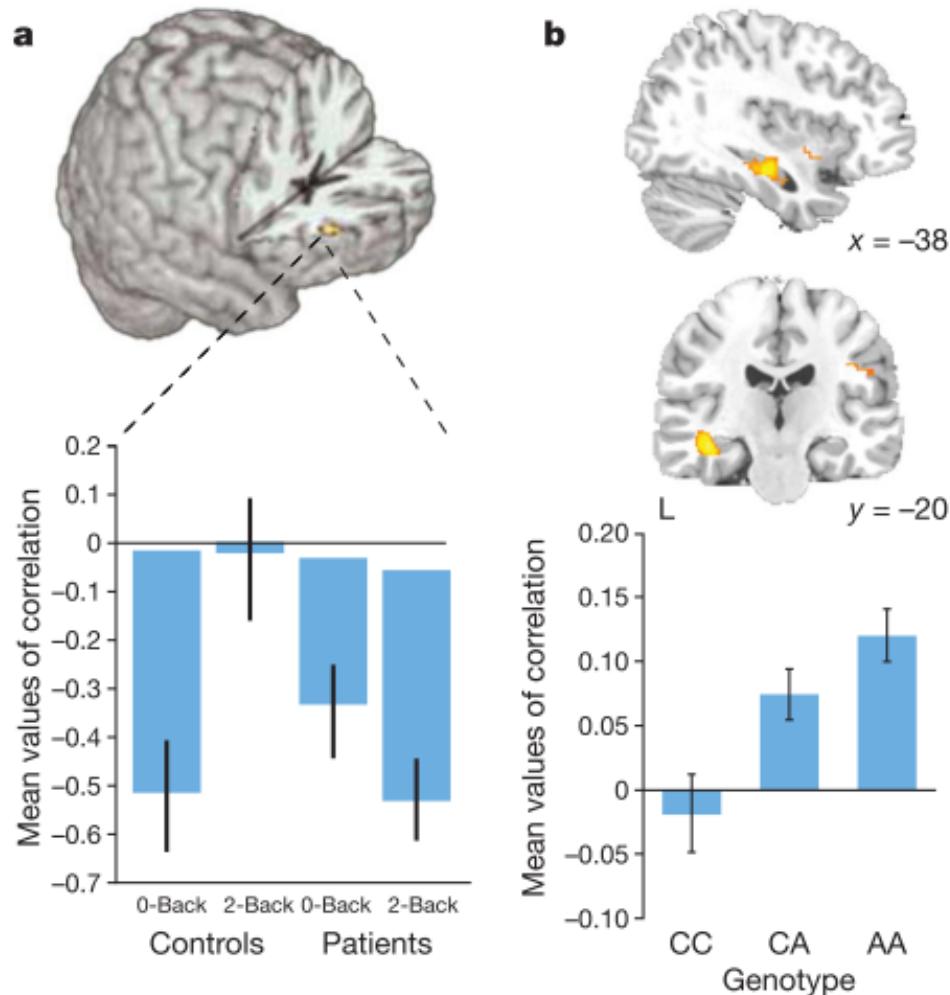 a
b
x = –38
L
y = –20
Mean values of correlation
0.2
0.1
0
–0.1
–0.2
–0.3
–0.4
–0.5
–0.6
–0.7
0-Back 2-Back 0-Back 2-Back
Controls Patients
Mean values of correlation
0.20
0.15
0.10
0.05
0
–0.05
–0.10
CC CA AA
Genotype